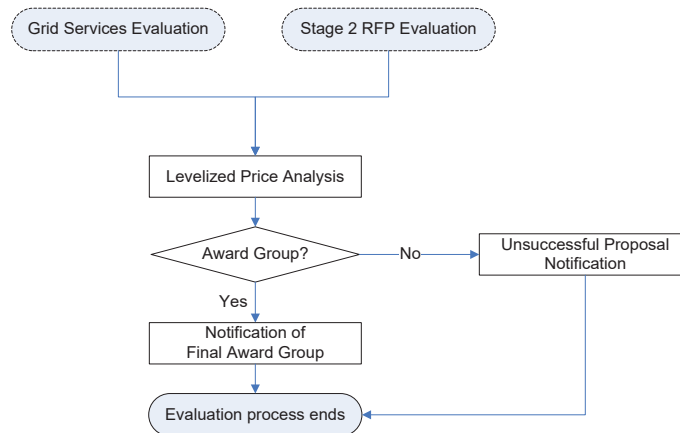 Grid Services Evaluation
Stage 2 RFP Evaluation
Levelized Price Analysis
Award Group?
No
Unsuccessful Proposal
Notification
Yes
Notification of
Final Award Group
Evaluation process ends